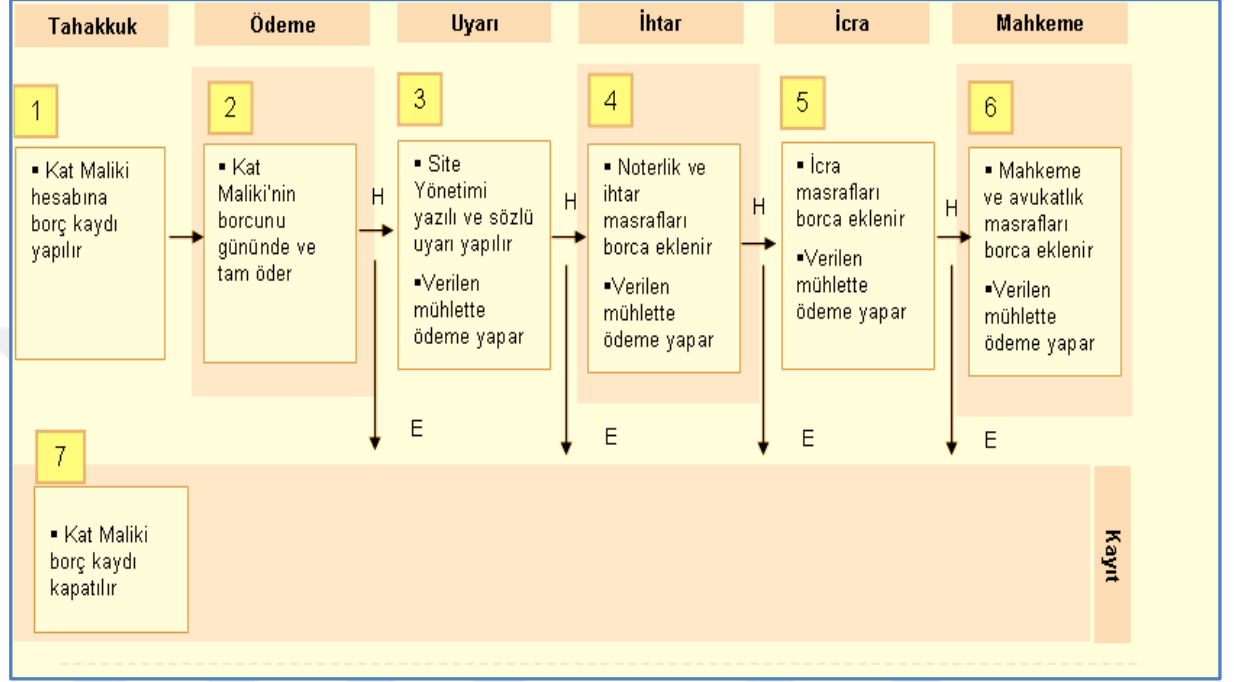 Tahakkuk
Ödeme
Uyarı
İhtar
İcra
Mahkeme
1
▪ Kat Maliki
hesabına
borç kaydı
yapılır
2
▪ Kat
Maliki'nin
borcunu
gününde ve
tam öder
H
E
3
▪ Site
Yönetimi
yazılı ve sözlü
uyarı yapılır
▪Verilen
mühlette
ödeme yapar
H
E
4
▪ Noterlik ve
ihtar
masrafları
borca eklenir
▪Verilen
mühlette
ödeme yapar
H
E
5
▪ İcra
masrafları
borca eklenir
▪Verilen
mühlette
ödeme yapar
H
E
6
▪ Mahkeme
ve avukatlık
masrafları
borca eklenir
▪Verilen
mühlette
ödeme yapar
7
▪ Kat Maliki
borç kaydı
kapatılır
Kayıt